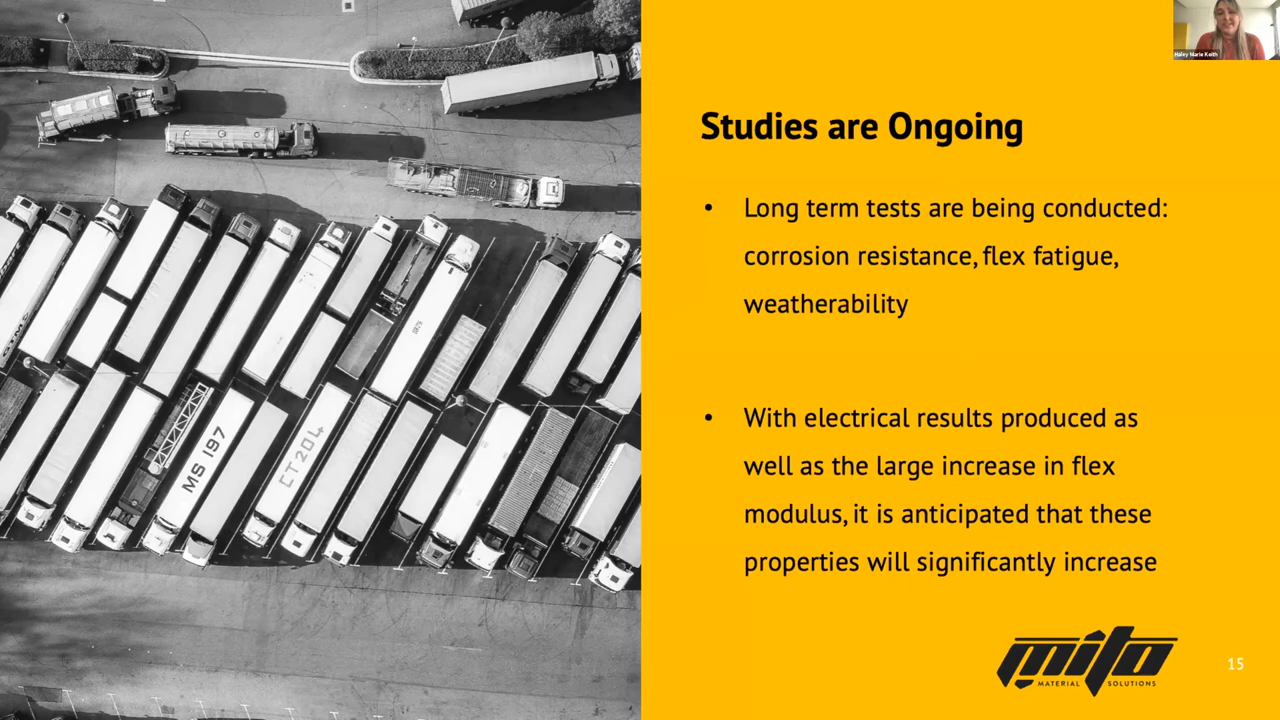 Haley Marie Keith
Studies are Ongoing
• Long term tests are being conducted:
corrosion resistance, flex fatigue,
weatherability
• With electrical results produced as
well as the large increase in flex
modulus, it is anticipated that these
properties will significantly increase
MS 197
CT204
mito
MATERIAL SOLUTIONS
15